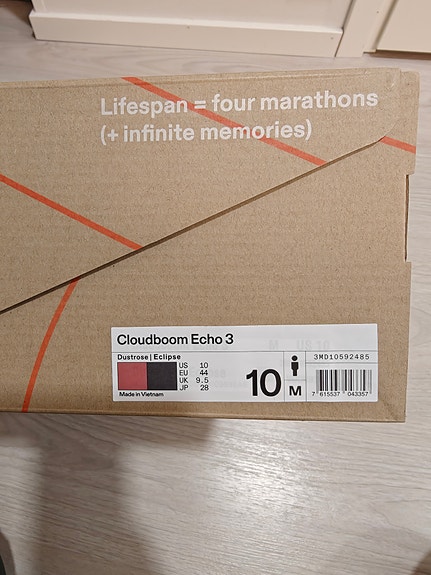 Lifespan = four marathons
(+ infinite memories)
Cloudboom Echo 3
Dustrose | Eclipse
US 10
EU 44
UK 9.5
JP 28
Made in Vietnam
10
M
3MD10592485
7 615537 043357